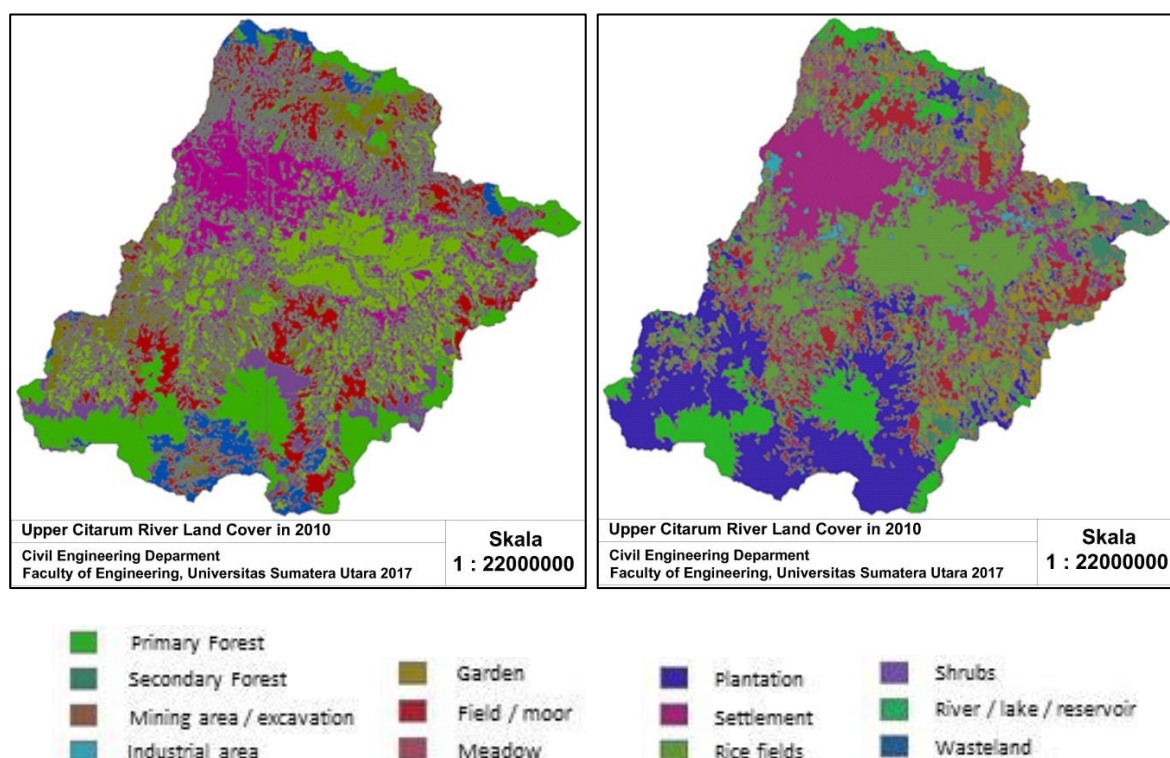 Upper Citarum River Land Cover in 2010
Civil Engineering Deparment
Faculty of Engineering, Universitas Sumatera Utara 2017
Skala
1 : 22000000
Upper Citarum River Land Cover in 2010
Civil Engineering Deparment
Faculty of Engineering, Universitas Sumatera Utara 2017
Skala
1 : 22000000
Primary Forest
Secondary Forest
Mining area / excavation
Industrial area
Garden
Field / moor
Meadow
Plantation
Settlement
Rice fields
Shrubs
River / lake / reservoir
Wasteland